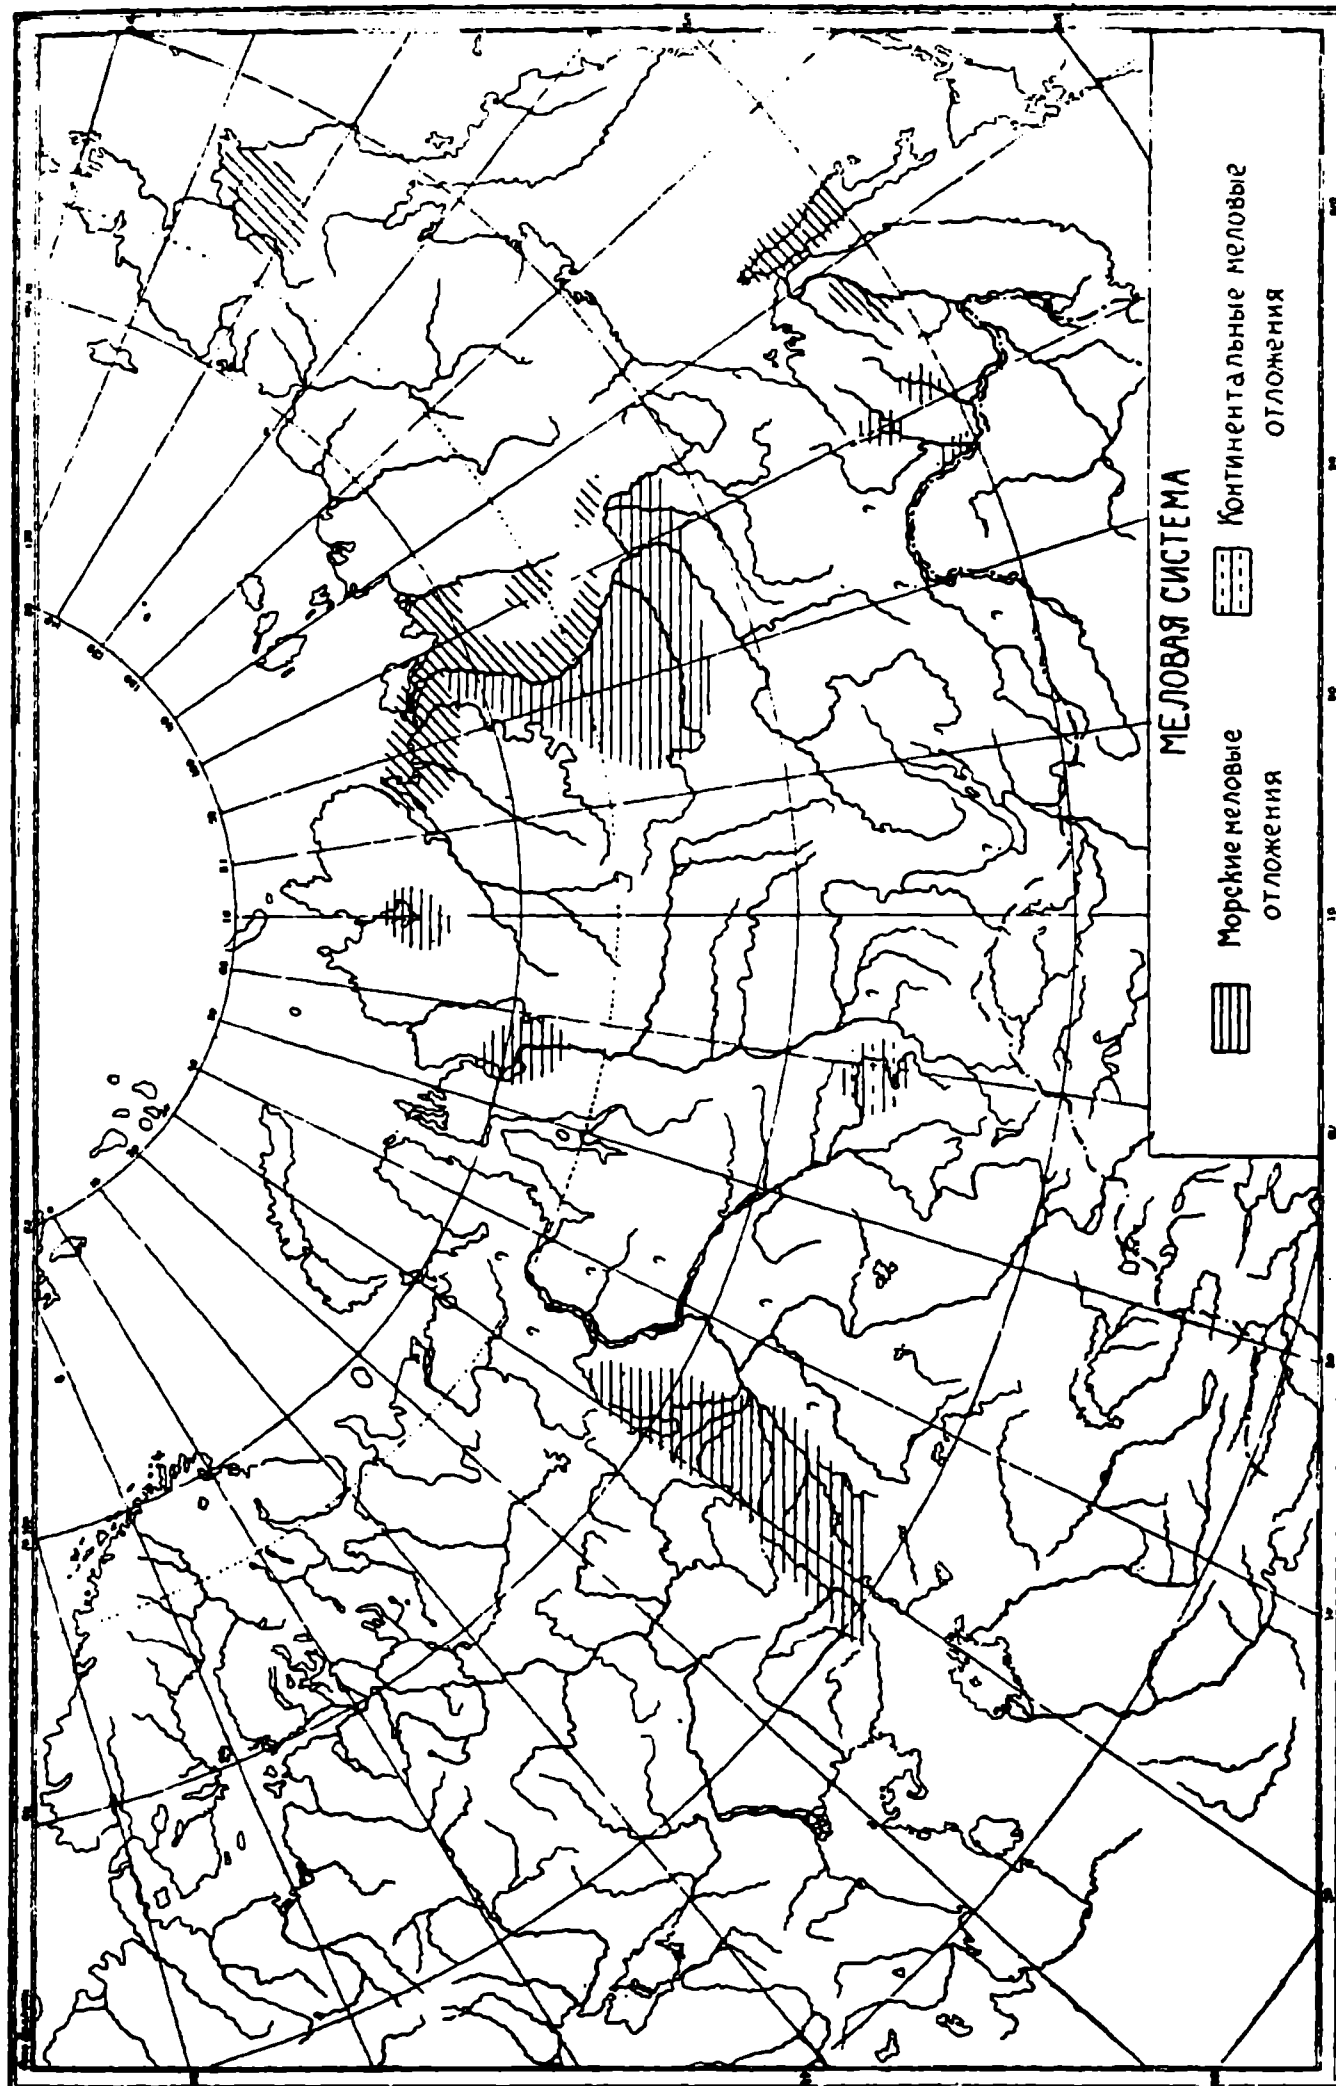 МЕЛОВАЯ СИСТЕМА
Морские меловые
отложения
Континентальные меловые
отложения